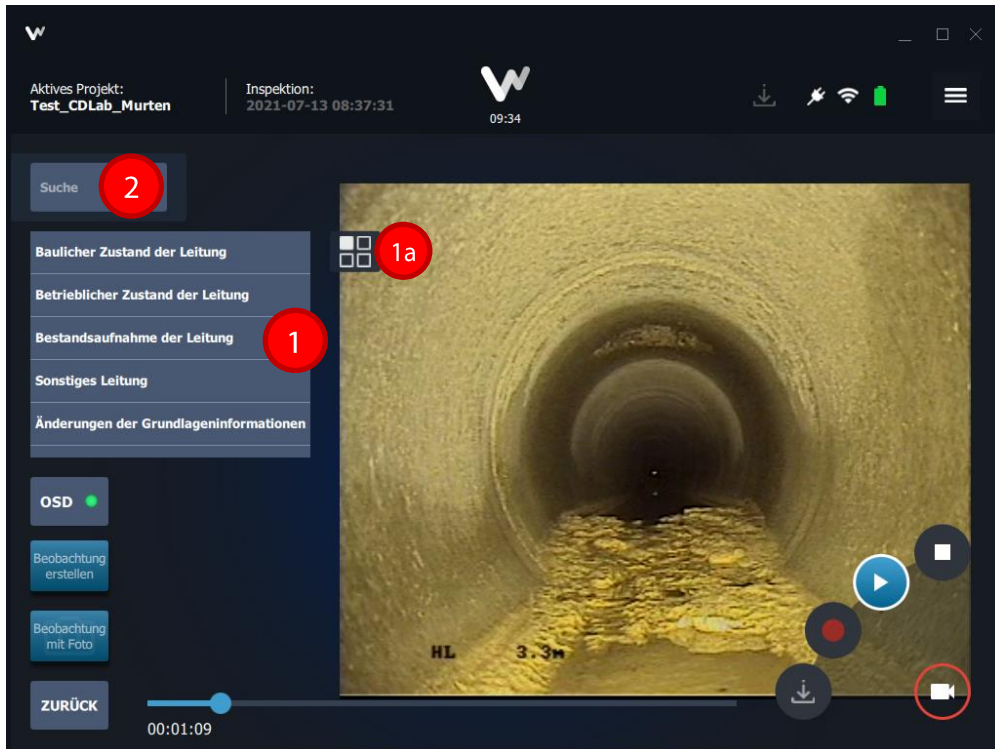 Aktives Projekt:
Test_CDLab_Murten
Inspektion:
2021-07-13 08:37:31
09:34
Suche
2
Baulicher Zustand der Leitung
1a
Betrieblicher Zustand der Leitung
Bestandsaufnahme der Leitung
1
Sonstiges Leitung
Änderungen der Grundlageninformationen
OSD
Beobachtung
erstellen
Beobachtung
mit Foto
HL 3.3m
ZURÜCK
00:01:09